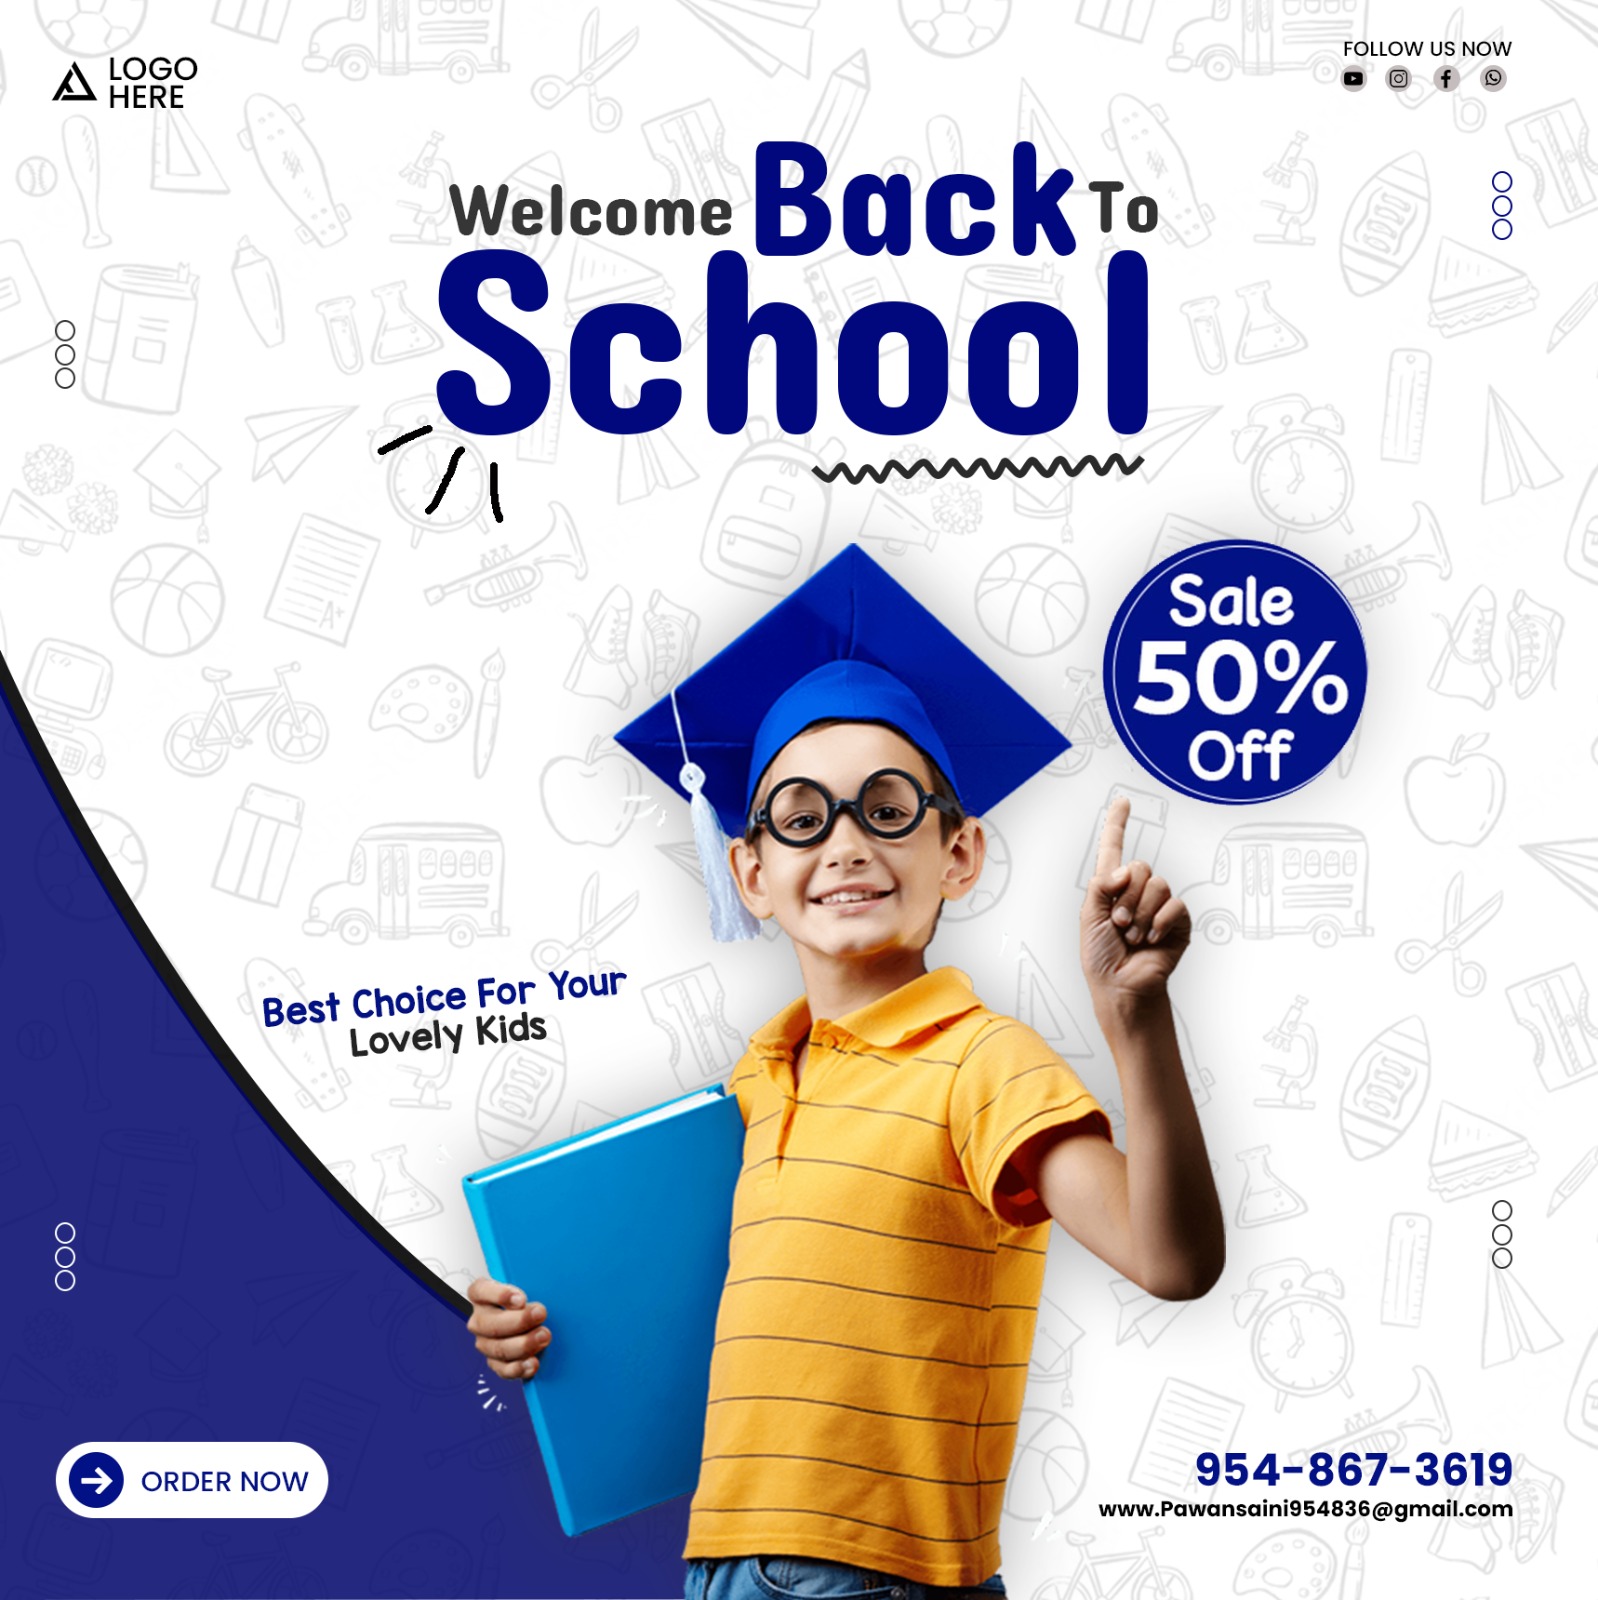 LOGO
HERE
FOLLOW US NOW
Welcome Back To
School
Sale
50%
Off
Best Choice For Your
Lovely Kids
ORDER NOW
954-867-3619
www.Pawansaini954836@gmail.com
A+